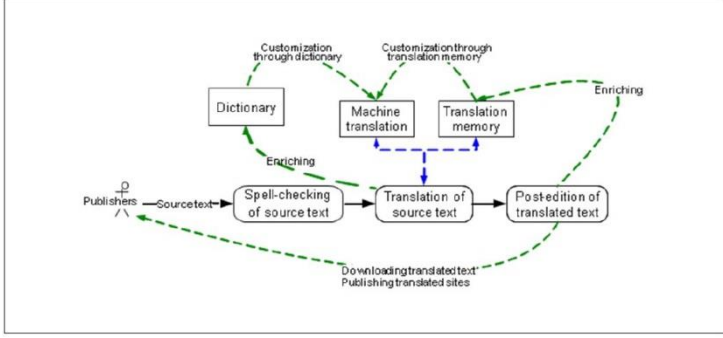 Customization
through dictionary
Customization through
translation memory
Enriching
Dictionary
Machine
translation
Translation
memory
Enriching
Publishers
Source text
Spell-checking
of source text
Translation of
source text
Post-edition of
translated text
Downloading translated text
Publishing translated sites